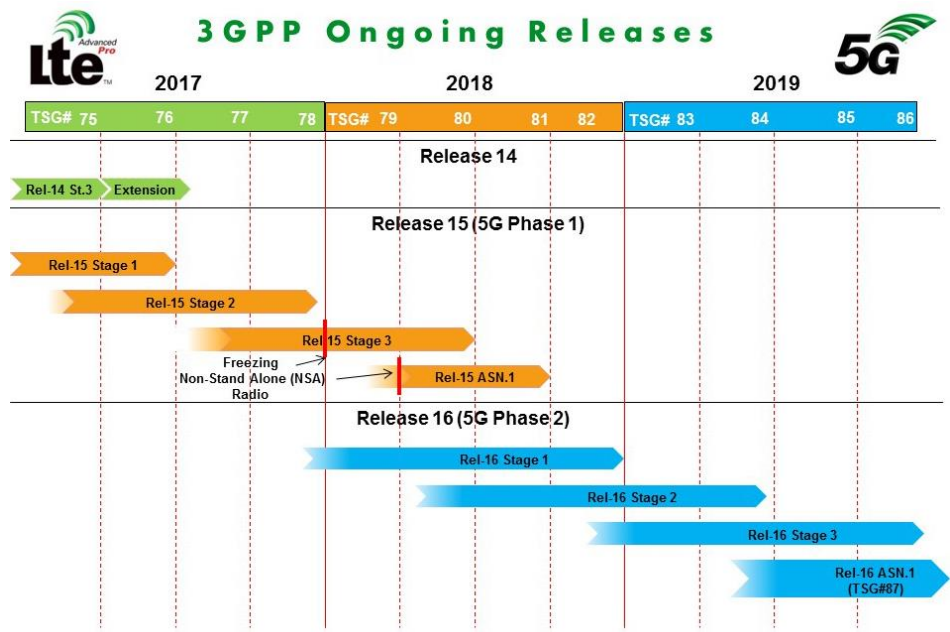 3GPP Ongoing Releases
LTE Advanced Pro TM
5G
2017 2018 2019
TSG# 75 76 77 78 TSG# 79 80 81 82 TSG# 83 84 85 86
Release 14
Rel-14 St.3 Extension
Release 15 (5G Phase 1)
Rel-15 Stage 1
Rel-15 Stage 2
Rel-15 Stage 3
Freezing
Non-Stand Alone (NSA)
Radio
Rel-15 ASN.1
Release 16 (5G Phase 2)
Rel-16 Stage 1
Rel-16 Stage 2
Rel-16 Stage 3
Rel-16 ASN.1
(TSG#87)